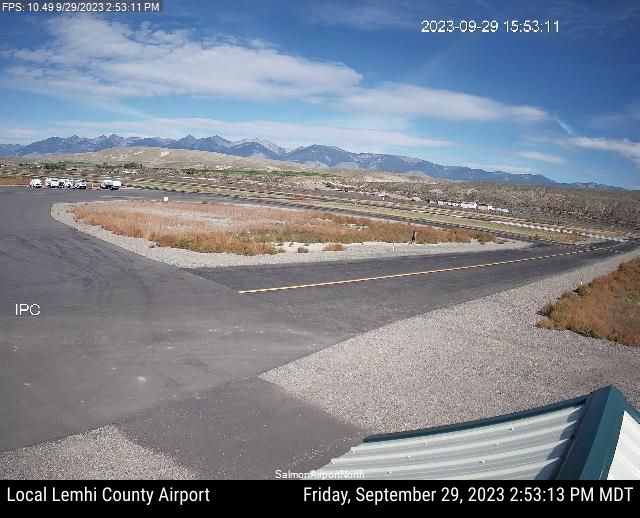 FPS: 10.49 9/29/2023 2:53:11 PM
2023-09-29 15:53:11
IPC
SalmonAirportNorth
Local Lemhi County Airport
Friday, September 29, 2023 2:53:13 PM MDT